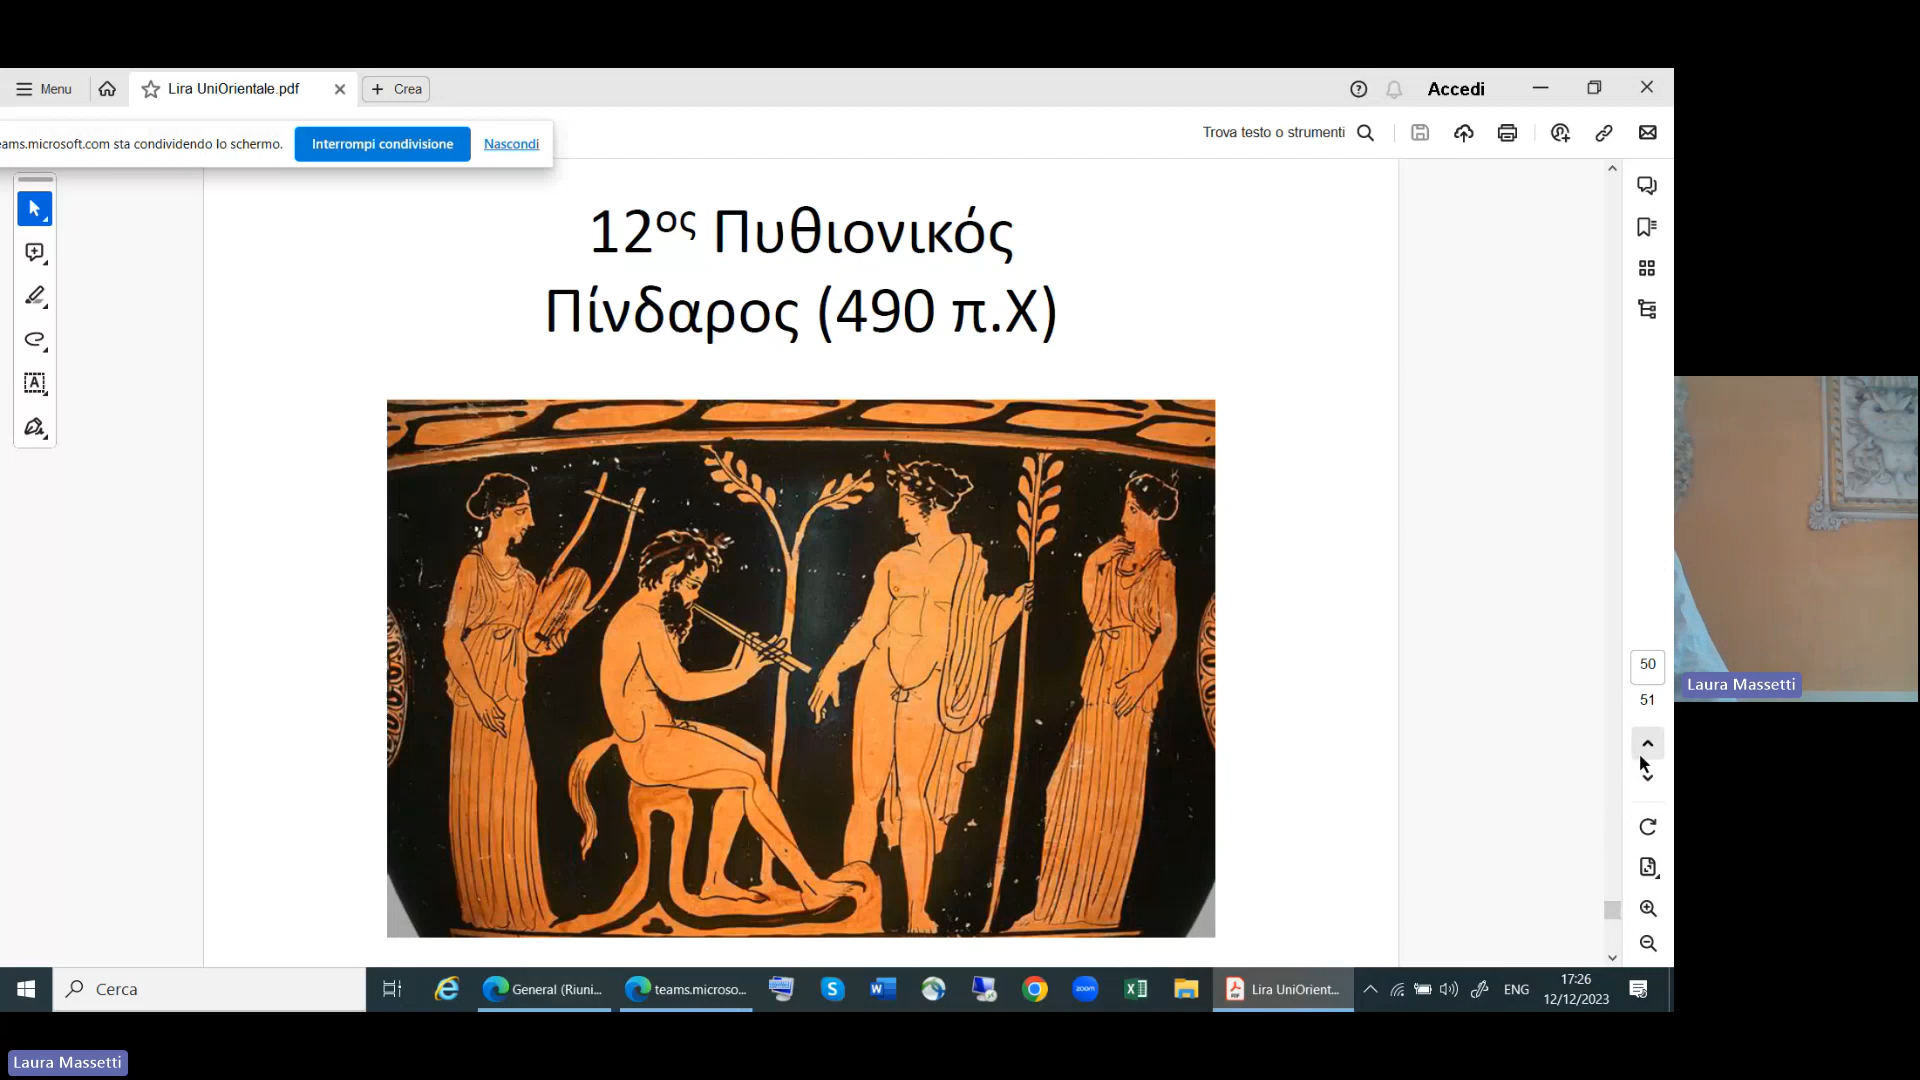 Menu
Lira UniOrientale.pdf
Crea
Accedi
eams.microsoft.com sta condividendo lo schermo.
Interrompi condivisione
Nascondi
Trova testo o strumenti
12ος Πυθιονικός
Πίνδαρος (490 π.Χ)
50
51
Laura Massetti
Cerca
General (Riuni...
teams.microso...
zoom
Lira UniOrient...
ENG
17:26
12/12/2023
Laura Massetti